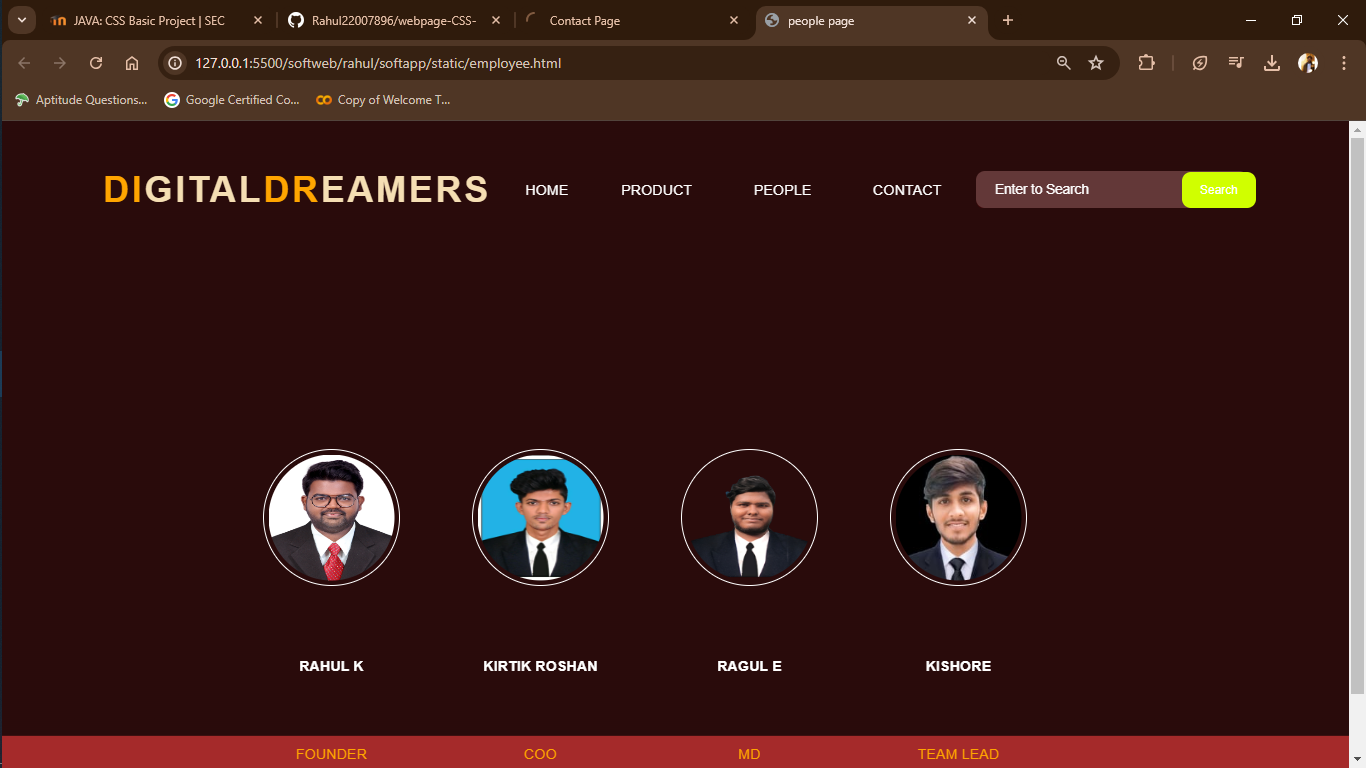 JAVA: CSS Basic Project | SEC
Rahul22007896/webpage-CSS-
Contact Page
people page
127.0.0.1:5500/softweb/rahul/softapp/static/employee.html
Aptitude Questions...
Google Certified Co...
Copy of Welcome T...
DIGITALDREAMERS
HOME
PRODUCT
PEOPLE
CONTACT
Enter to Search
Search
RAHUL K
KIRTIK ROSHAN
RAGUL E
KISHORE
FOUNDER
COO
MD
TEAM LEAD